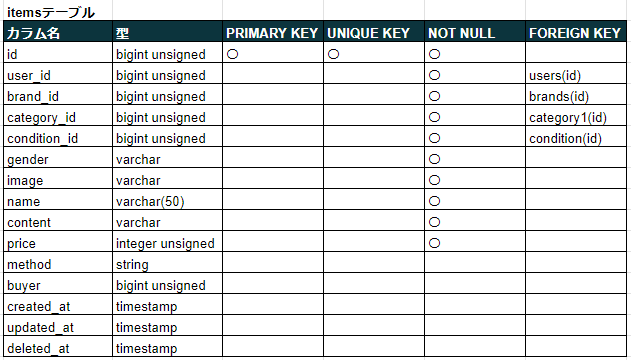 itemsテーブル
カラム名 型 PRIMARY KEY UNIQUE KEY NOT NULL FOREIGN KEY
id bigint unsigned 〇 〇 〇
user_id bigint unsigned 〇 users(id)
brand_id bigint unsigned 〇 brands(id)
category_id bigint unsigned 〇 category1(id)
condition_id bigint unsigned 〇 condition(id)
gender varchar 〇
image varchar 〇
name varchar(50) 〇
content varchar 〇
price integer unsigned 〇
method string
buyer bigint unsigned
created_at timestamp
updated_at timestamp
deleted_at timestamp